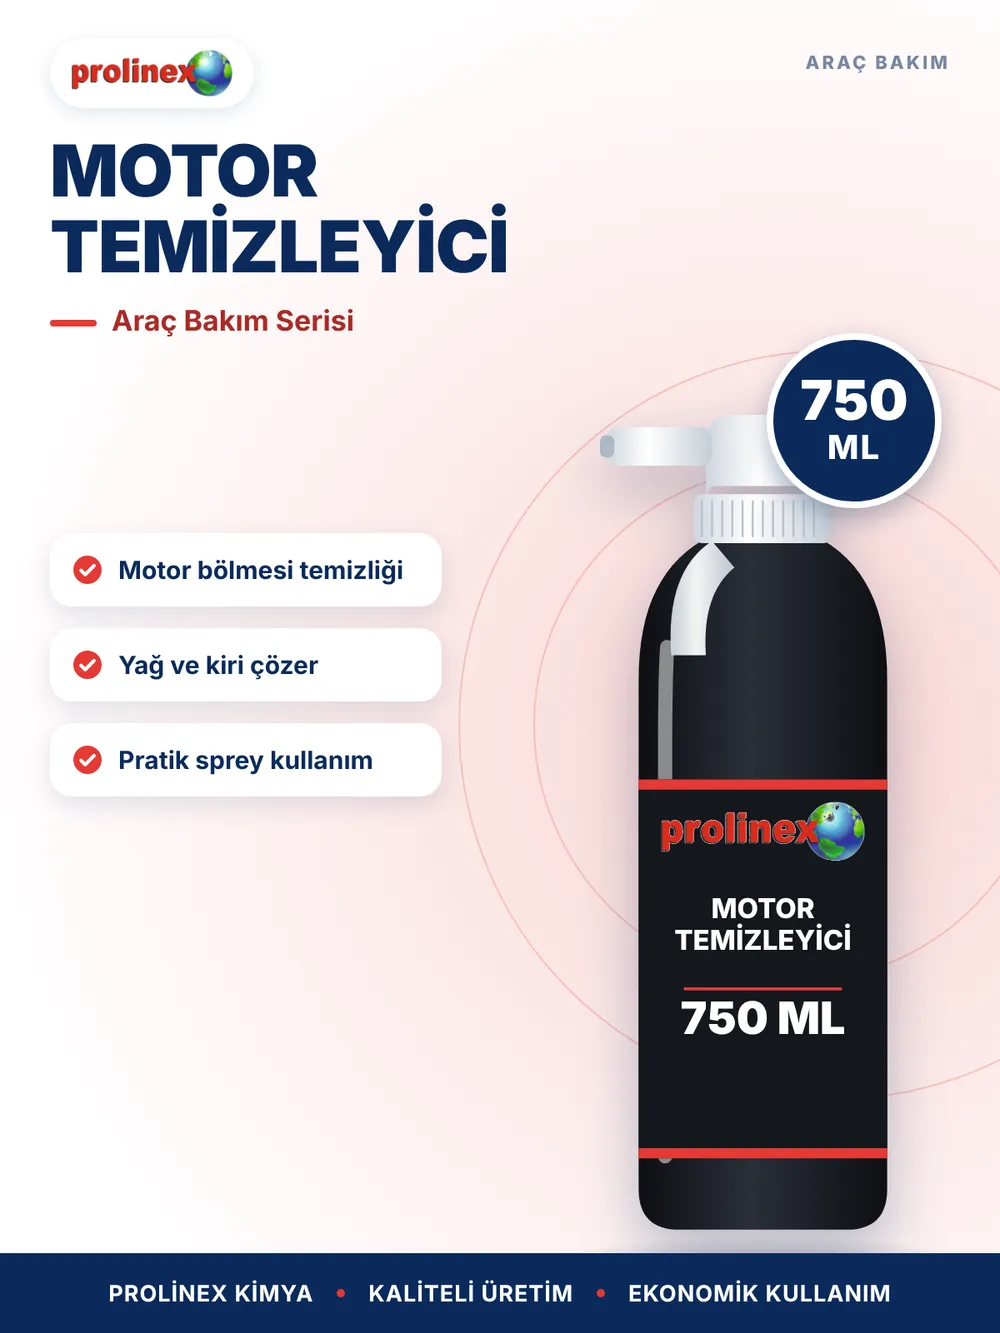 prolinex
ARAÇ BAKIM
MOTOR
TEMİZLEYİCİ
Araç Bakım Serisi
750
ML
Motor bölmesi temizliği
Yağ ve kiri çözer
Pratik sprey kullanım
prolinex
MOTOR
TEMİZLEYİCİ
750 ML
PROLİNEX KİMYA • KALİTELİ ÜRETİM • EKONOMİK KULLANIM